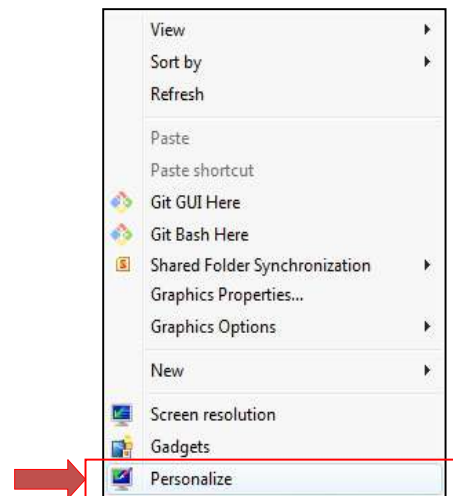 View
Sort by
Refresh
Paste
Paste shortcut
Git GUI Here
Git Bash Here
Shared Folder Synchronization
Graphics Properties...
Graphics Options
New
Screen resolution
Gadgets
Personalize